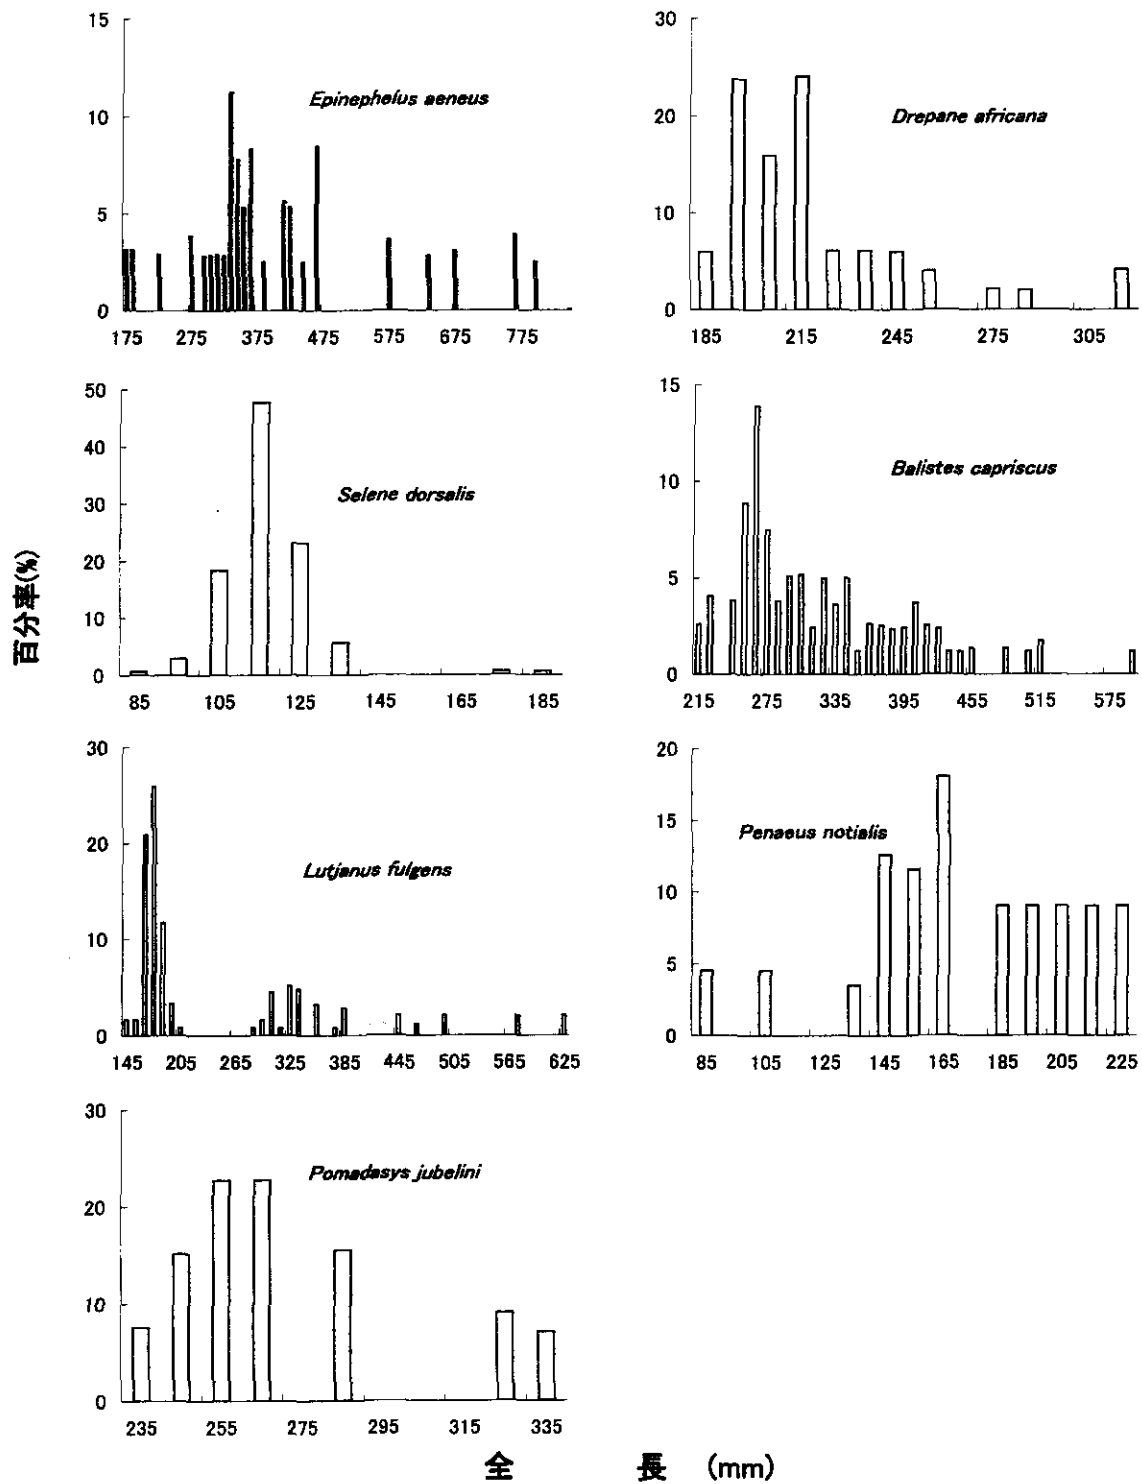 15
10
5
0
Epinephelus aeneus
175 275 375 475 575 675 775
30
20
10
0
Drepane africana
185 215 245 275 305
50
40
30
20
10
0
Selene dorsalis
85 105 125 145 165 185
15
10
5
0
Balistes capriscus
215 275 335 395 455 515 575
百分率(%)
30
20
10
0
Lutjanus fulgens
145 205 265 325 385 445 505 565 625
20
15
10
5
0
Penaeus notialis
85 105 125 145 165 185 205 225
30
20
10
0
Pomadasys jubelini
235 255 275 295 315 335
全 長 (mm)